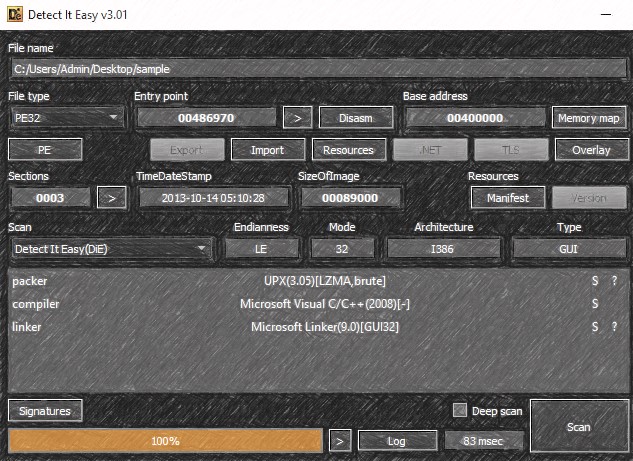 Detect It Easy v3.01
File name
C:/Users/Admin/Desktop/sample
File type Entry point Base address
PE32 00486970 > Disasm 00400000 Memory map
PE Export Import Resources .NET TLS Overlay
Sections TimeDateStamp SizeOfImage Resources
0003 > 2013-10-14 05:10:28 00089000 Manifest Version
Scan Endianness Mode Architecture Type
Detect It Easy(DiE) LE 32 I386 GUI
packer UPX(3.05)[LZMA,brute] S ?
compiler Microsoft Visual C/C++(2008)[-] S
linker Microsoft Linker(9.0)[GUI32] S ?
Signatures Deep scan Scan
100% > Log 83 msec